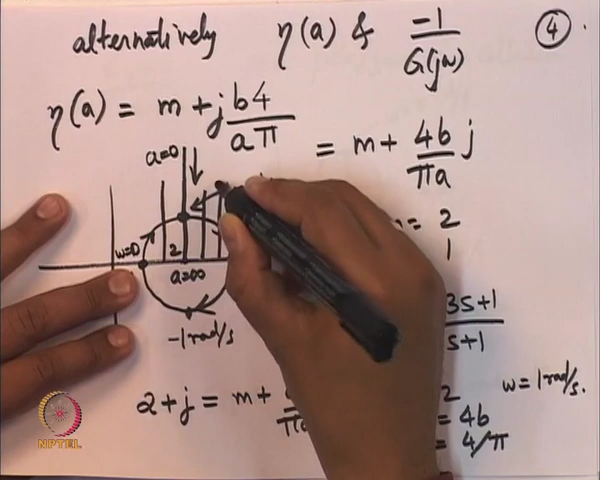 alternatively η(a) & -1/G(jω) ④
η(a) = m + j b4/aπ
= m + 4b/πa j
a=0
= 2
1
ω=0 2
a=∞
3s+1
s+1
-1 rad/s
ω = 1 rad/s.
2+j = m +
2
= 4b
= 4/π
NPTEL